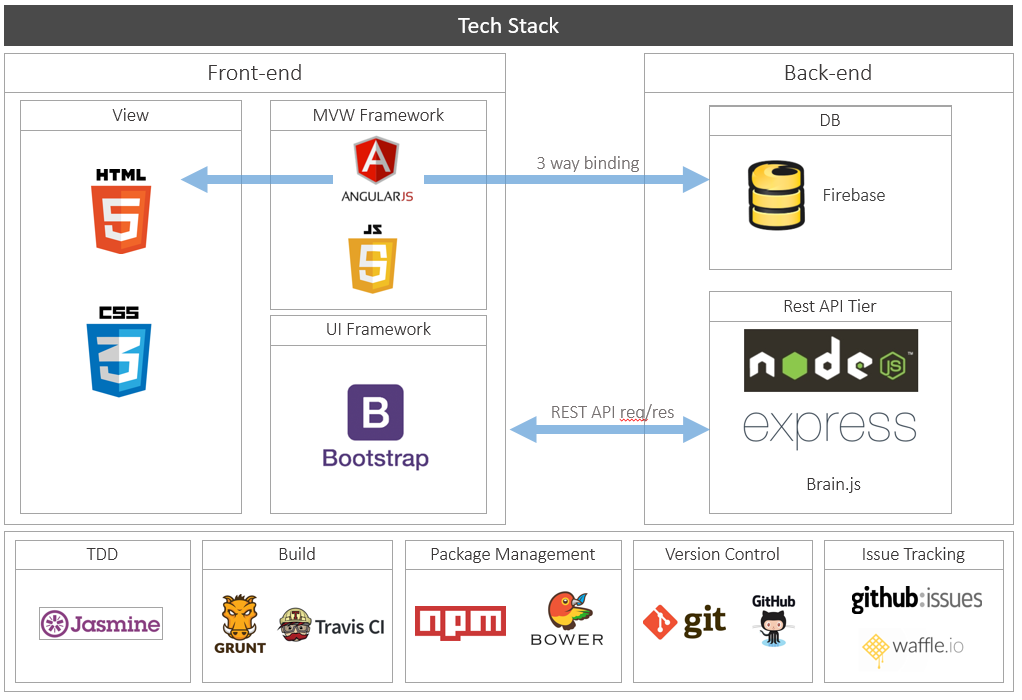 Tech Stack
Front-end
View
HTML
5
CSS
3
MVW Framework
A
ANGULARJS
JS
5
UI Framework
B
Bootstrap
3 way binding
REST API req/res
Back-end
DB
Firebase
Rest API Tier
node
JS
™
express
Brain.js
TDD
Jasmine
Build
GRUNT
T
Travis CI
Package Management
npm
BOWER
Version Control
git
GitHub
Issue Tracking
github:issues
waffle.io